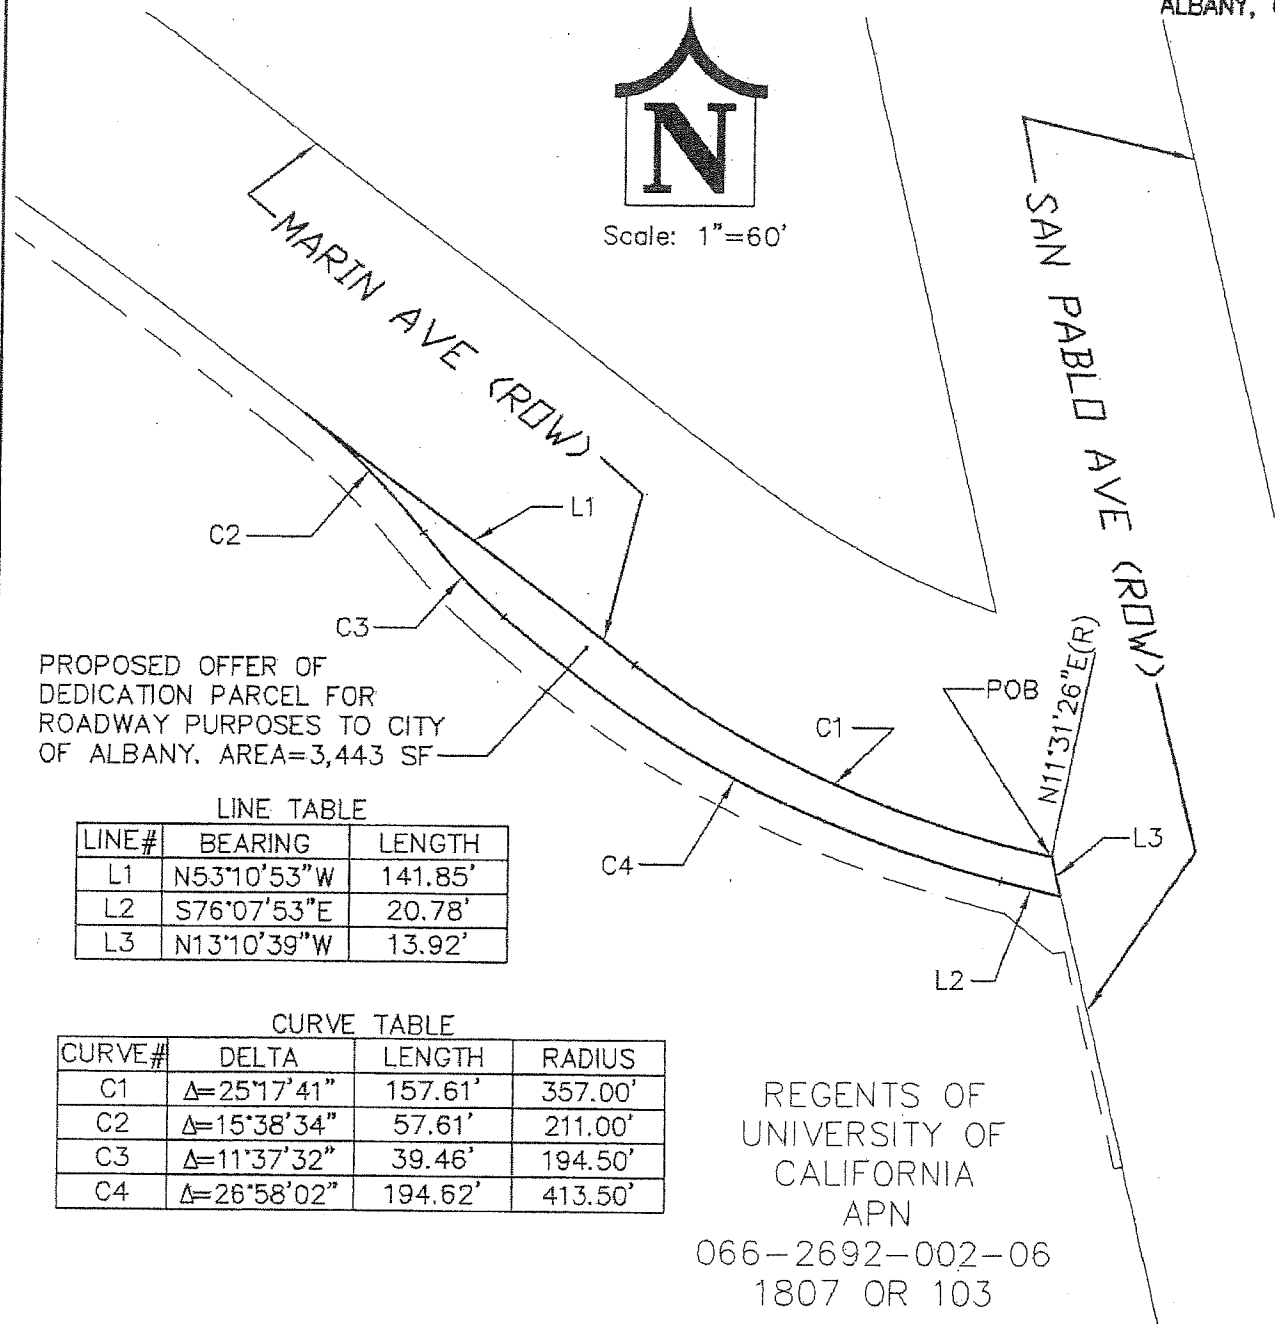 ALBANY,
N
Scale: 1"=60'
MARIN AVE (ROW)
SAN PABLO AVE (ROW)
L1
C2
C3
PROPOSED OFFER OF
DEDICATION PARCEL FOR
ROADWAY PURPOSES TO CITY
OF ALBANY. AREA=3,443 SF
POB
N11°31'26"E(R)
C1
L3
C4
L2
LINE TABLE
LINE# BEARING LENGTH
L1 N53°10'53"W 141.85'
L2 S76°07'53"E 20.78'
L3 N13°10'39"W 13.92'
CURVE TABLE
CURVE# DELTA LENGTH RADIUS
C1 Δ=25°17'41" 157.61' 357.00'
C2 Δ=15°38'34" 57.61' 211.00'
C3 Δ=11°37'32" 39.46' 194.50'
C4 Δ=26°58'02" 194.62' 413.50'
REGENTS OF
UNIVERSITY OF
CALIFORNIA
APN
066-2692-002-06
1807 OR 103